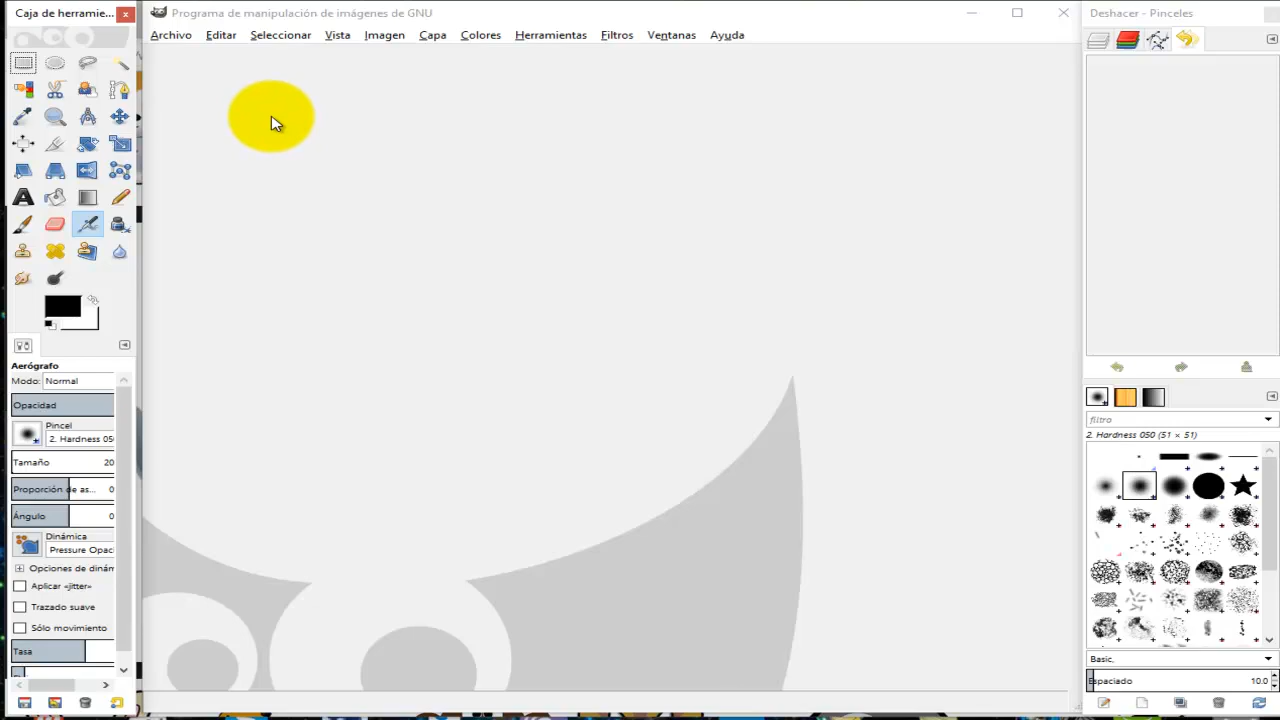 Caja de herramie...
Programa de manipulación de imágenes de GNU
Deshacer - Pinceles
Archivo Editar Seleccionar Vista Imagen Capa Colores Herramientas Filtros Ventanas Ayuda
Aerógrafo
Modo: Normal
Opacidad
Pincel
2. Hardness 050
Tamaño 20
Proporción de as... 0
Ángulo 0
Dinámica
Pressure Opac
Opciones de dinám
Aplicar «jitter»
Trazado suave
Sólo movimiento
Tasa
filtro
2. Hardness 050 (51 × 51)
Basic,
Espaciado 10.0